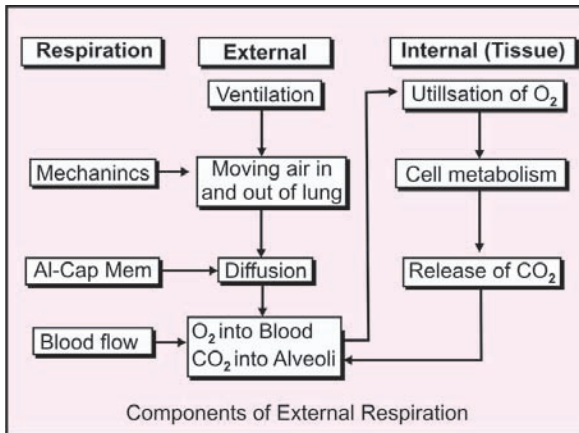 Respiration
External
Internal (Tissue)
Ventilation
Utillsation of O₂
Mechanincs
Moving air in
and out of lung
Cell metabolism
Al-Cap Mem
Diffusion
Release of CO₂
Blood flow
O₂ into Blood
CO₂ into Alveoli
Components of External Respiration